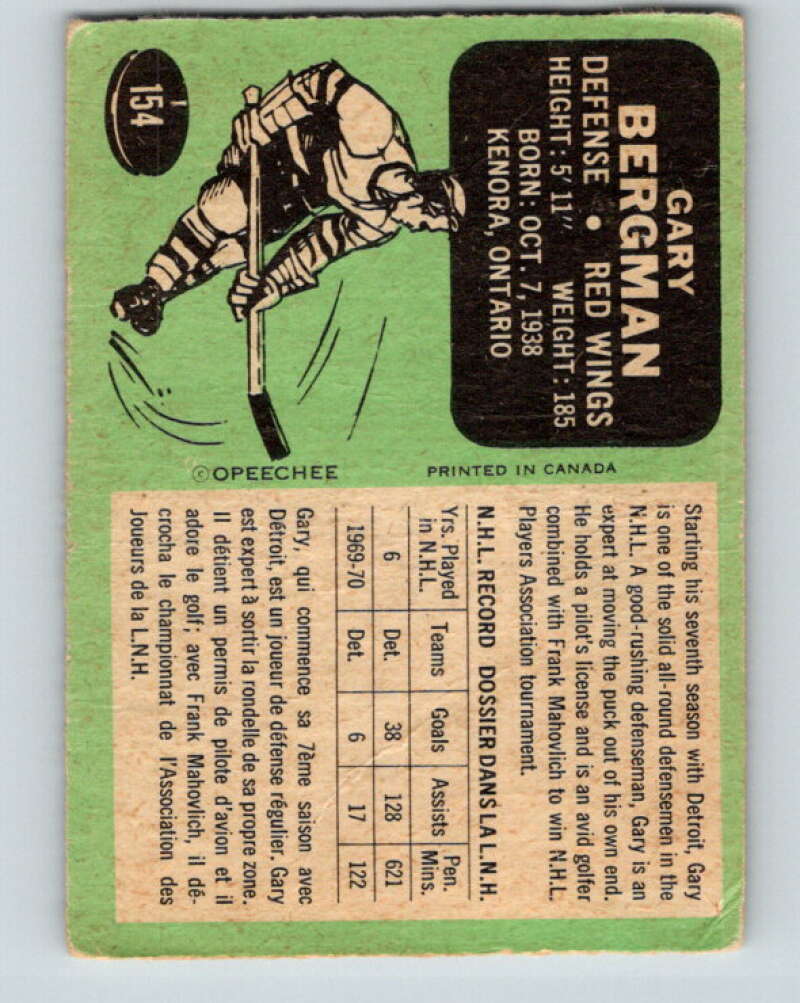 154
GARY
BERGMAN
DEFENSE • RED WINGS
HEIGHT: 5' 11" WEIGHT: 185
BORN: OCT. 7, 1938
KENORA, ONTARIO
©OPEECHEE
PRINTED IN CANADA
Starting his seventh season with Detroit, Gary
is one of the solid all-round defensemen in the
N.H.L. A good-rushing defenseman, Gary is an
expert at moving the puck out of his own end.
He holds a pilot's license and is an avid golfer
combined with Frank Mahovlich to win N.H.L.
Players Association tournament.
N.H.L. RECORD DOSSIER DANS LA L.N.H.
Yrs. Played in N.H.L. Teams Goals Assists Pen. Mins.
6 Det. 38 128 621
1969-70 Det. 6 17 122
Gary, qui commence sa 7ème saison avec
Détroit, est un joueur de défense régulier. Gary
est expert à sortir la rondelle de sa propre zone.
Il détient un permis de pilote d'avion et il
adore le golf; avec Frank Mahovlich, il dé-
crocha le championnat de l'Association des
Joueurs de la L.N.H.